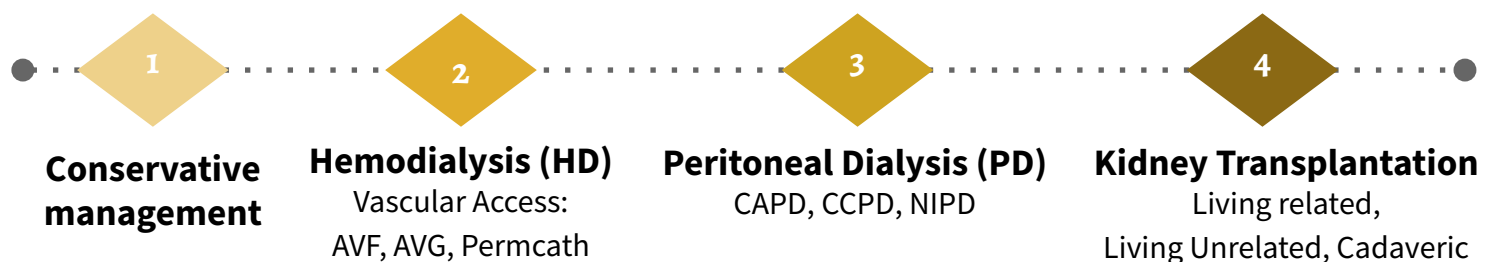 1
Conservative
management
2
Hemodialysis (HD)
Vascular Access:
AVF, AVG, Permcath
3
Peritoneal Dialysis (PD)
CAPD, CCPD, NIPD
4
Kidney Transplantation
Living related,
Living Unrelated, Cadaveric